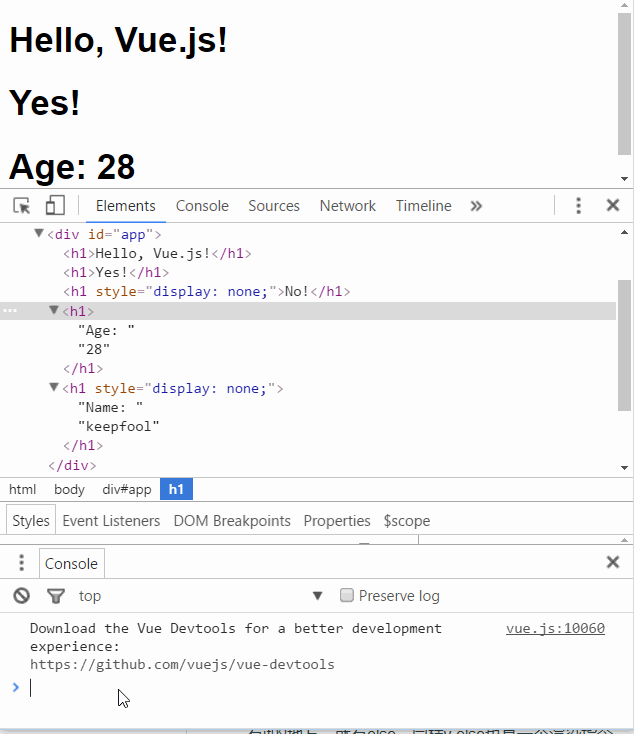 Hello, Vue.js!
Yes!
Age: 28
Elements Console Sources Network Timeline »
▼<div id="app">
<h1>Hello, Vue.js!</h1>
<h1>Yes!</h1>
<h1 style="display: none;">No!</h1>
… ▼<h1>
"Age: "
"28"
</h1>
▼<h1 style="display: none;">
"Name: "
"keepfool"
</h1>
</div>
html body div#app h1
Styles Event Listeners DOM Breakpoints Properties $scope
Console
top ▼ Preserve log
Download the Vue Devtools for a better development vue.js:10060
experience:
https://github.com/vuejs/vue-devtools
>